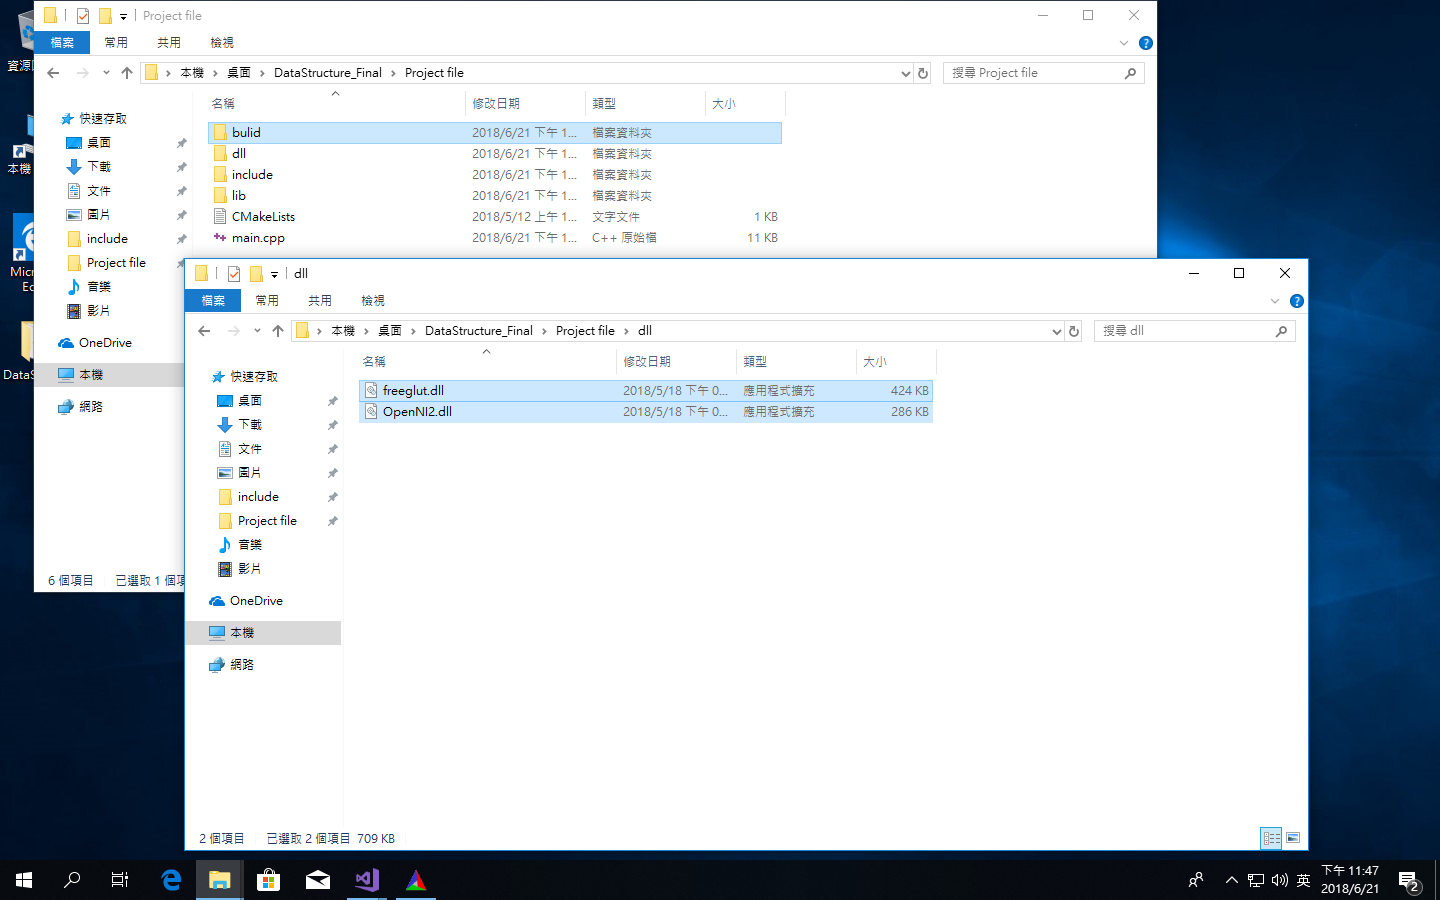 Project file
檔案 常用 共用 檢視
本機 桌面 DataStructure_Final Project file
搜尋 Project file
名稱 修改日期 類型 大小
快速存取
桌面
下載
文件
圖片
include
Project file
音樂
影片
OneDrive
本機
網路
bulid 2018/6/21 下午 1... 檔案資料夾
dll 2018/6/21 下午 1... 檔案資料夾
include 2018/6/21 下午 1... 檔案資料夾
lib 2018/6/21 下午 1... 檔案資料夾
CMakeLists 2018/5/12 上午 1... 文字文件 1 KB
main.cpp 2018/6/21 下午 1... C++ 原始檔 11 KB
6 個項目 已選取 1 個項
資源
本機
Micr
Ec
DataS
dll
檔案 常用 共用 檢視
本機 桌面 DataStructure_Final Project file dll
搜尋 dll
名稱 修改日期 類型 大小
快速存取
桌面
下載
文件
圖片
include
Project file
音樂
影片
OneDrive
本機
網路
freeglut.dll 2018/5/18 下午 0... 應用程式擴充 424 KB
OpenNI2.dll 2018/5/18 下午 0... 應用程式擴充 286 KB
2 個項目 已選取 2 個項目 709 KB
英
下午 11:47
2018/6/21
2